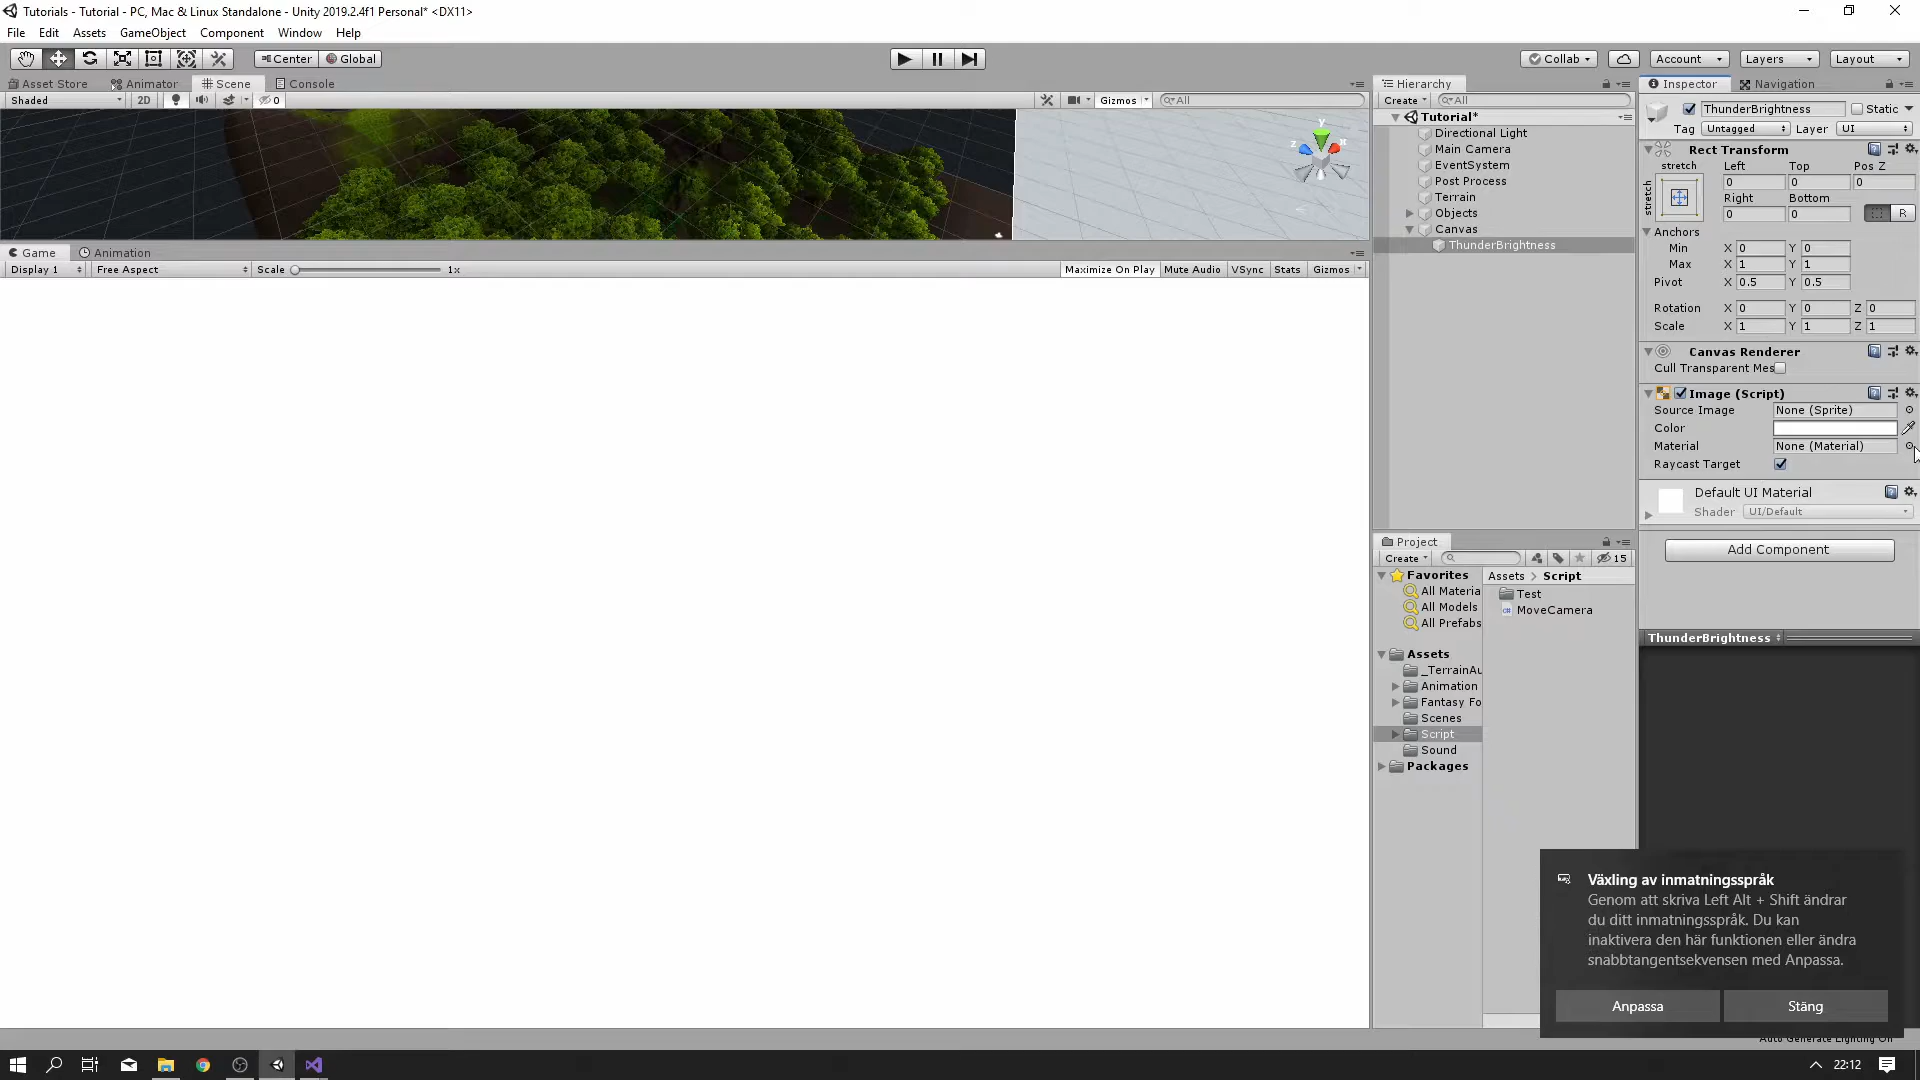 Tutorials - Tutorial - PC, Mac & Linux Standalone - Unity 2019.2.4f1 Personal* <DX11>
File Edit Assets GameObject Component Window Help
Center Global Collab Account Layers Layout
Asset Store Animator Scene Console
Shaded 2D 0 Gizmos All
Y
X
Z
Game Animation
Display 1 Free Aspect Scale 1x Maximize On Play Mute Audio VSync Stats Gizmos
Hierarchy
Create All
Tutorial*
Directional Light
Main Camera
EventSystem
Post Process
Terrain
Objects
Canvas
ThunderBrightness
Project
Create 15
Favorites
All Materia
All Models
All Prefabs
Assets
_TerrainAu
Animation
Fantasy Fo
Scenes
Script
Sound
Packages
Assets > Script
Test
MoveCamera
Inspector Navigation
ThunderBrightness Static
Tag Untagged Layer UI
Rect Transform
stretch Left Top Pos Z
stretch 0 0 0
Right Bottom
0 0 R
Anchors
Min X 0 Y 0
Max X 1 Y 1
Pivot X 0.5 Y 0.5
Rotation X 0 Y 0 Z 0
Scale X 1 Y 1 Z 1
Canvas Renderer
Cull Transparent Mes
Image (Script)
Source Image None (Sprite)
Color
Material None (Material)
Raycast Target
Default UI Material
Shader UI/Default
Add Component
ThunderBrightness
Växling av inmatningsspråk
Genom att skriva Left Alt + Shift ändrar
du ditt inmatningsspråk. Du kan
inaktivera den här funktionen eller ändra
snabbtangentsekvensen med Anpassa.
Anpassa Stäng
Auto Generate Lighting On
22:12